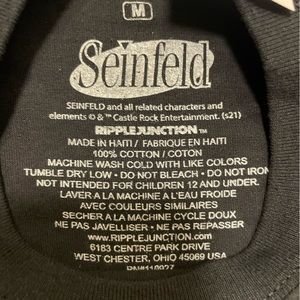 M
Seinfeld
SEINFELD and all related characters and
elements © & ™ Castle Rock Entertainment. (s21)
RIPPLE JUNCTION™
MADE IN HAITI / FABRIQUE EN HAITI
100% COTTON / COTON
MACHINE WASH COLD WITH LIKE COLORS
TUMBLE DRY LOW • DO NOT BLEACH • DO NOT IRON
NOT INTENDED FOR CHILDREN 12 AND UNDER.
LAVER A LA MACHINE A L'EAU FROIDE
AVEC COULEURS SIMILAIRES
SECHER A LA MACHINE CYCLE DOUX
NE PAS JAVELLISER • NE PAS REPASSER
www.RIPPLEJUNCTION.com
6183 CENTRE PARK DRIVE
WEST CHESTER, OHIO 45069 USA